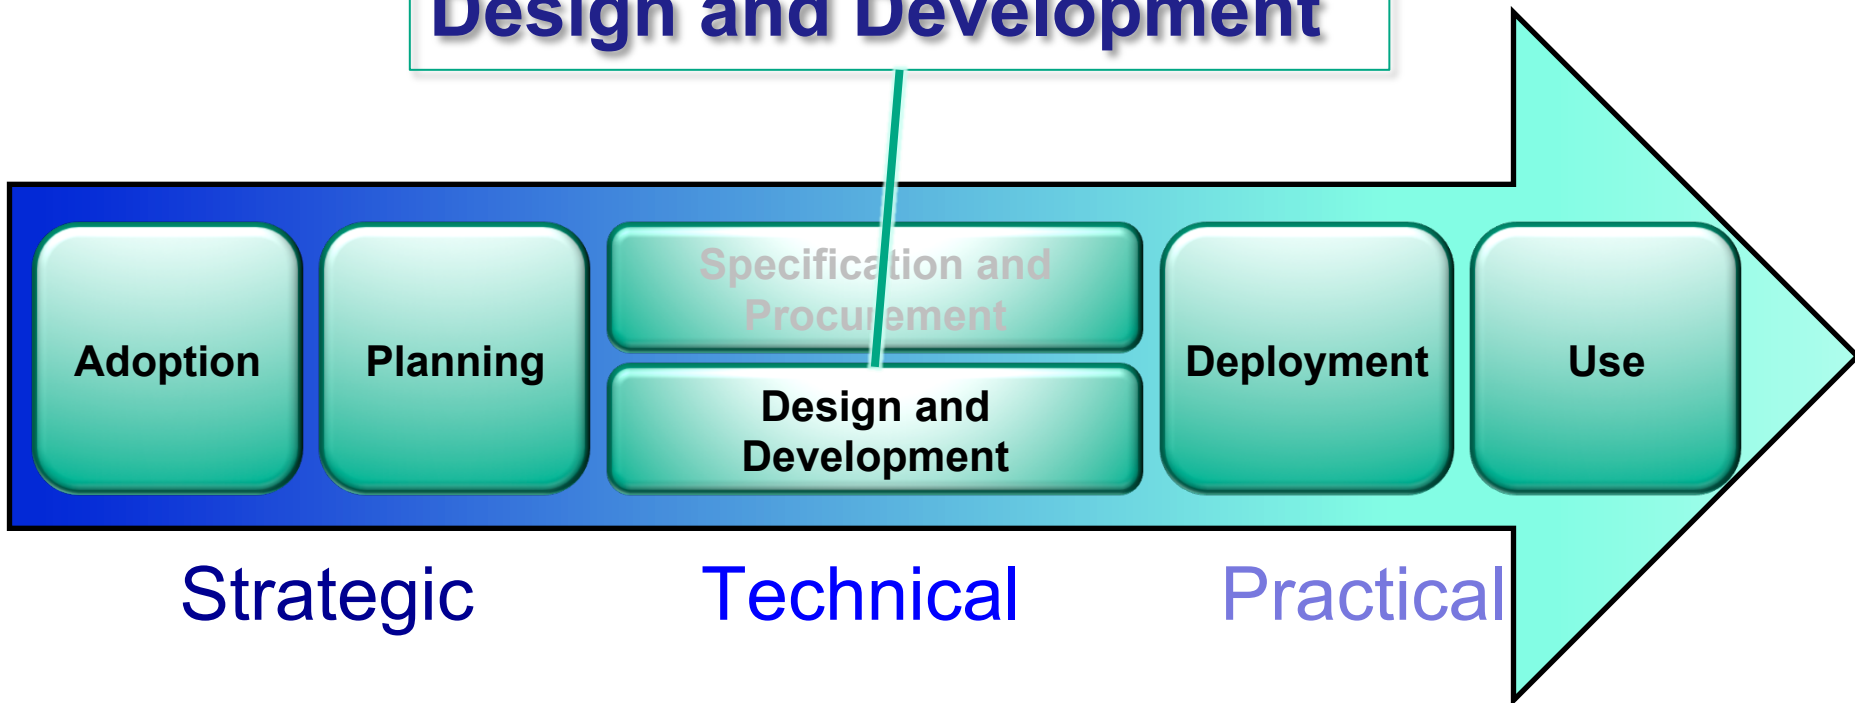 Design and Development
Specification and
Procurement
Adoption
Planning
Design and
Development
Deployment
Use
Strategic
Technical
Practical